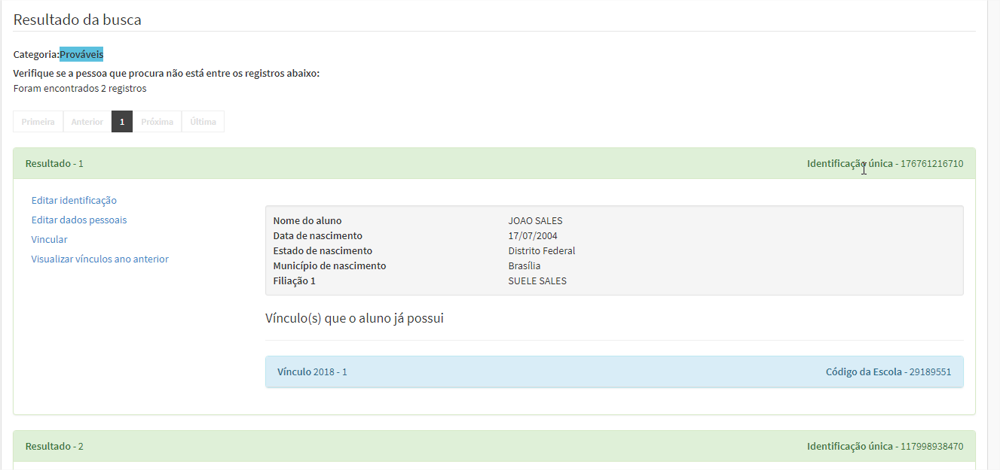 Resultado da busca
Categoria:Prováveis
Verifique se a pessoa que procura não está entre os registros abaixo:
Foram encontrados 2 registros
Primeira Anterior 1 Próxima Última
Resultado - 1 Identificação única - 176761216710
Editar identificação
Editar dados pessoais
Vincular
Visualizar vínculos ano anterior
Nome do aluno JOAO SALES
Data de nascimento 17/07/2004
Estado de nascimento Distrito Federal
Município de nascimento Brasília
Filiação 1 SUELE SALES
Vínculo(s) que o aluno já possui
Vínculo 2018 - 1 Código da Escola - 29189551
Resultado - 2 Identificação única - 117998938470